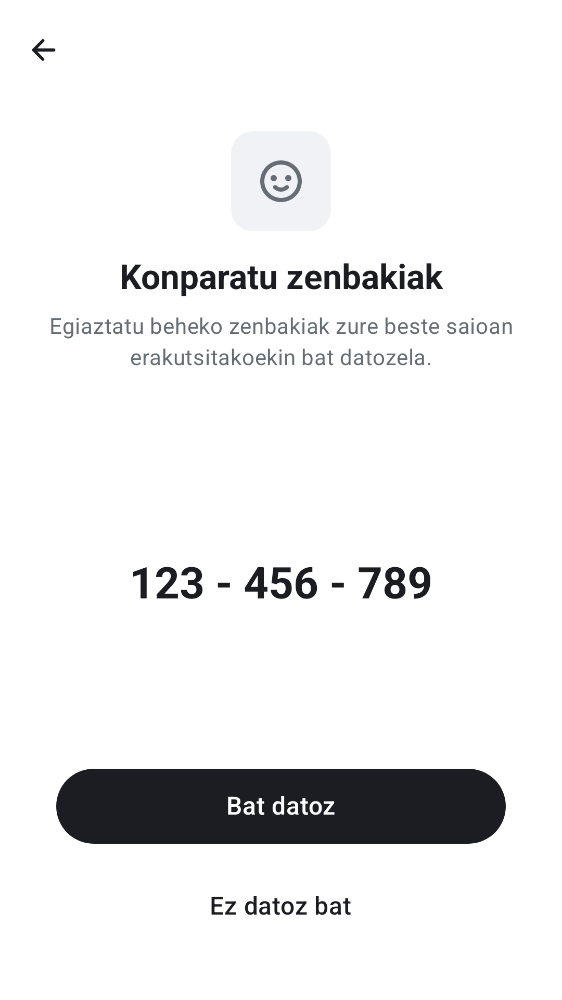 Konparatu zenbakiak
Egiaztatu beheko zenbakiak zure beste saioan
erakutsitakoekin bat datozela.
123 - 456 - 789
Bat datoz
Ez datoz bat